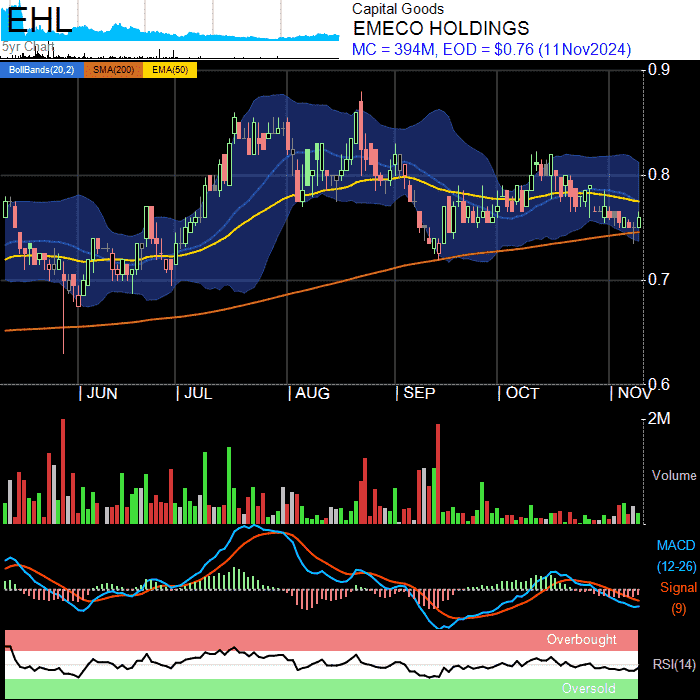 EHL
5yr Chart
Capital Goods
EMECO HOLDINGS
MC = 394M, EOD = $0.76 (11Nov2024)
BollBands(20,2) SMA(200) EMA(50)
0.9
0.8
0.7
0.6
| JUN | JUL | AUG | SEP | OCT | NOV
2M
Volume
MACD
(12-26)
Signal
(9)
Overbought
RSI(14)
Oversold